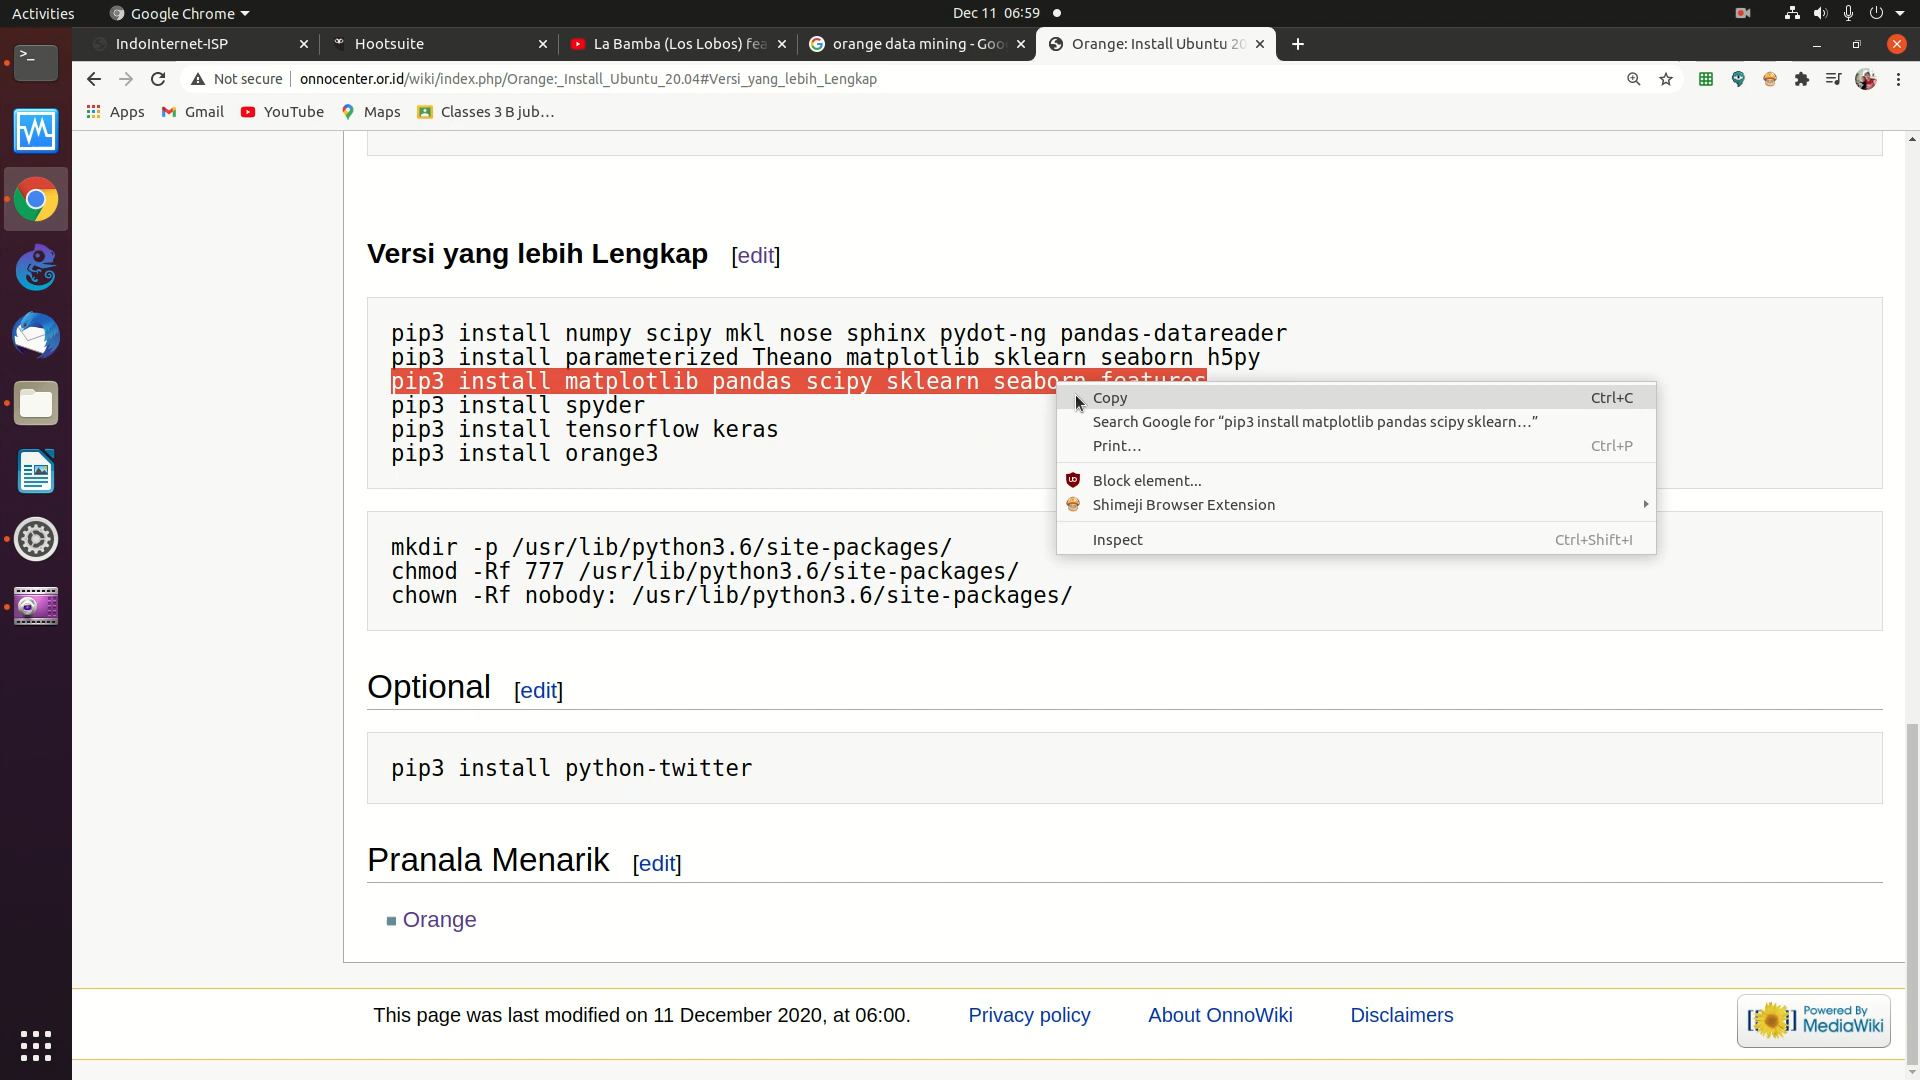 Activities
Google Chrome
Dec 11 06:59
IndoInternet-ISP
Hootsuite
La Bamba (Los Lobos) fea
orange data mining - Goo
Orange: Install Ubuntu 20
Not secure
onnocenter.or.id/wiki/index.php/Orange:_Install_Ubuntu_20.04#Versi_yang_lebih_Lengkap
Apps
Gmail
YouTube
Maps
Classes 3 B jub…
Versi yang lebih Lengkap [edit]
pip3 install numpy scipy mkl nose sphinx pydot-ng pandas-datareader
pip3 install parameterized Theano matplotlib sklearn seaborn h5py
pip3 install matplotlib pandas scipy sklearn seaborn features
pip3 install spyder
pip3 install tensorflow keras
pip3 install orange3
Copy Ctrl+C
Search Google for “pip3 install matplotlib pandas scipy sklearn…”
Print… Ctrl+P
Block element…
Shimeji Browser Extension
Inspect Ctrl+Shift+I
mkdir -p /usr/lib/python3.6/site-packages/
chmod -Rf 777 /usr/lib/python3.6/site-packages/
chown -Rf nobody: /usr/lib/python3.6/site-packages/
Optional [edit]
pip3 install python-twitter
Pranala Menarik [edit]
Orange
This page was last modified on 11 December 2020, at 06:00.
Privacy policy
About OnnoWiki
Disclaimers
Powered By
MediaWiki